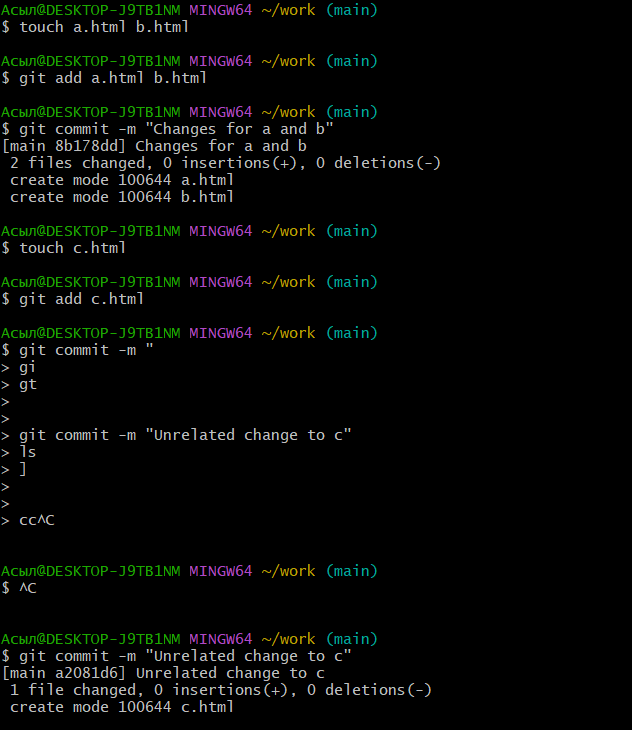 Асыл@DESKTOP-J9TB1NM MINGW64 ~/work (main)
$ touch a.html b.html
Асыл@DESKTOP-J9TB1NM MINGW64 ~/work (main)
$ git add a.html b.html
Асыл@DESKTOP-J9TB1NM MINGW64 ~/work (main)
$ git commit -m "Changes for a and b"
[main 8b178dd] Changes for a and b
 2 files changed, 0 insertions(+), 0 deletions(-)
 create mode 100644 a.html
 create mode 100644 b.html
Асыл@DESKTOP-J9TB1NM MINGW64 ~/work (main)
$ touch c.html
Асыл@DESKTOP-J9TB1NM MINGW64 ~/work (main)
$ git add c.html
Асыл@DESKTOP-J9TB1NM MINGW64 ~/work (main)
$ git commit -m "
> gi
> gt
>
>
> git commit -m "Unrelated change to c"
> ls
> ]
>
>
> cc^C
Асыл@DESKTOP-J9TB1NM MINGW64 ~/work (main)
$ ^C
Асыл@DESKTOP-J9TB1NM MINGW64 ~/work (main)
$ git commit -m "Unrelated change to c"
[main a2081d6] Unrelated change to c
 1 file changed, 0 insertions(+), 0 deletions(-)
 create mode 100644 c.html